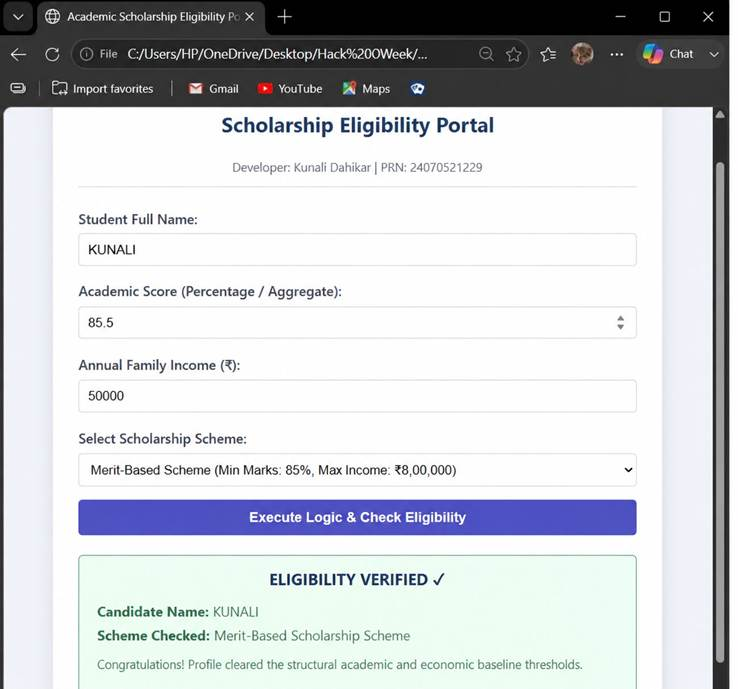 Academic Scholarship Eligibility Po
File C:/Users/HP/OneDrive/Desktop/Hack%20OWeek/... Chat
Import favorites Gmail YouTube Maps
Scholarship Eligibility Portal
Developer: Kunali Dahikar | PRN: 24070521229
Student Full Name:
KUNALI
Academic Score (Percentage / Aggregate):
85.5
Annual Family Income (₹):
50000
Select Scholarship Scheme:
Merit-Based Scheme (Min Marks: 85%, Max Income: ₹8,00,000)
Execute Logic & Check Eligibility
ELIGIBILITY VERIFIED ✓
Candidate Name: KUNALI
Scheme Checked: Merit-Based Scholarship Scheme
Congratulations! Profile cleared the structural academic and economic baseline thresholds.